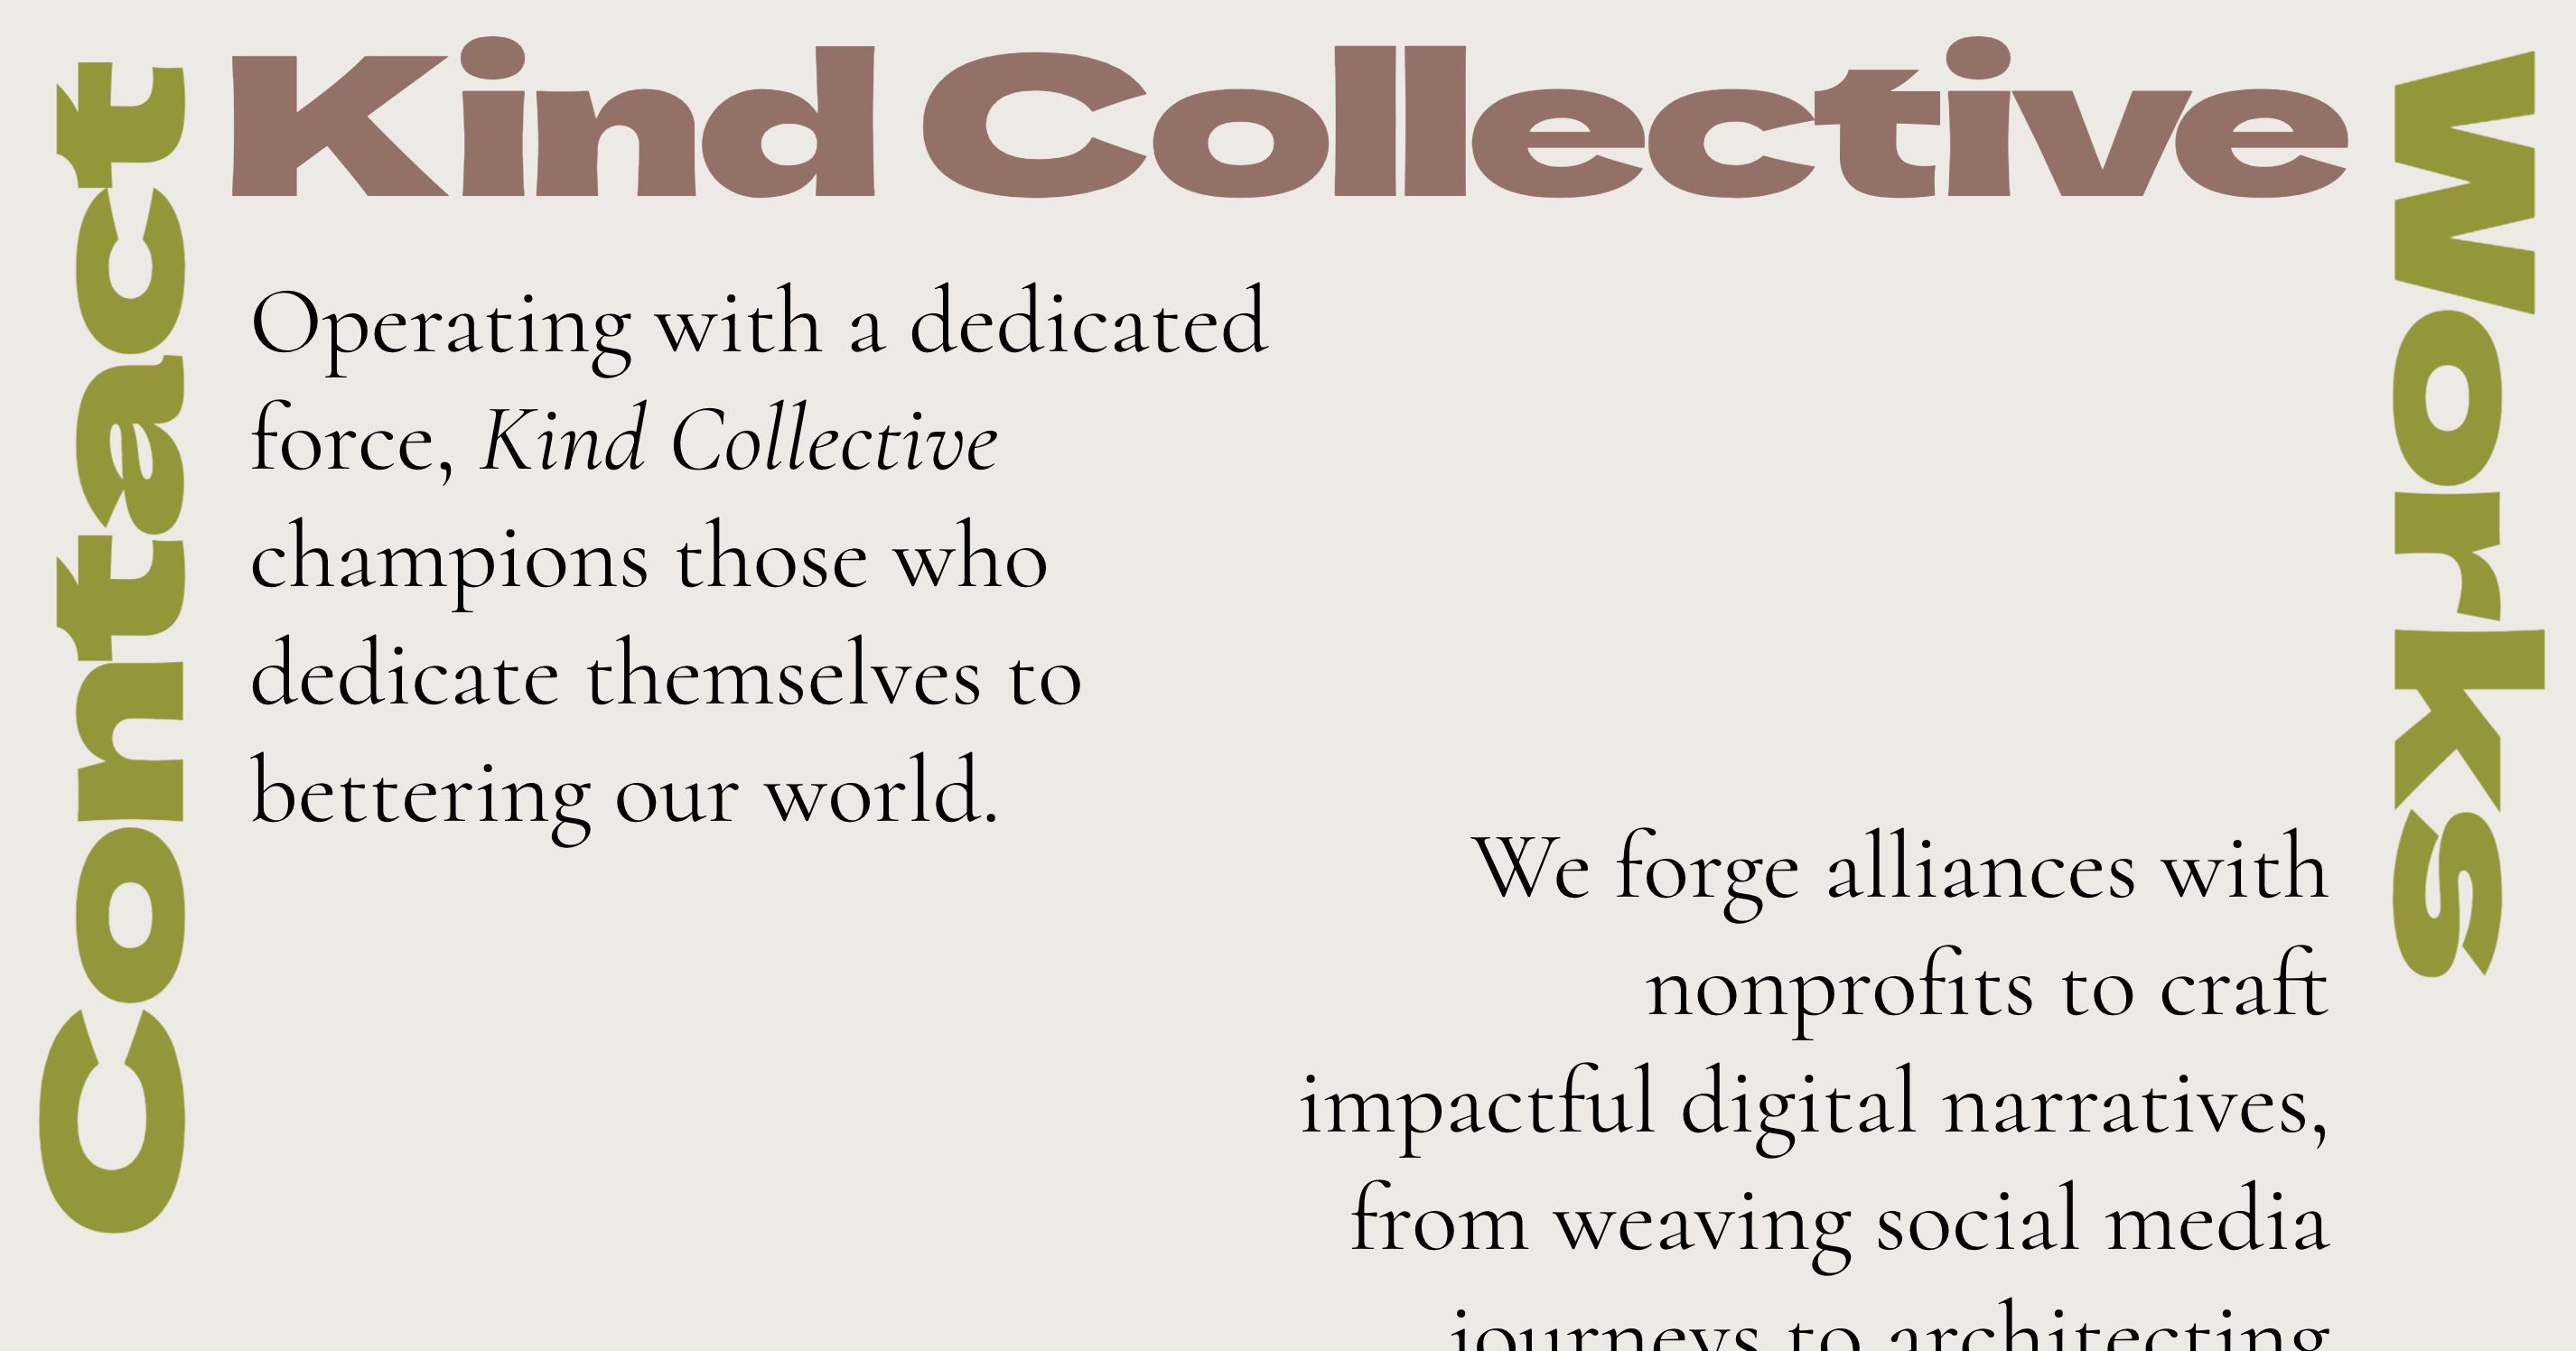 Kind Collective
Contact
Works
Operating with a dedicated
force, Kind Collective
champions those who
dedicate themselves to
bettering our world.
We forge alliances with
nonprofits to craft
impactful digital narratives,
from weaving social media
journeys to architecting